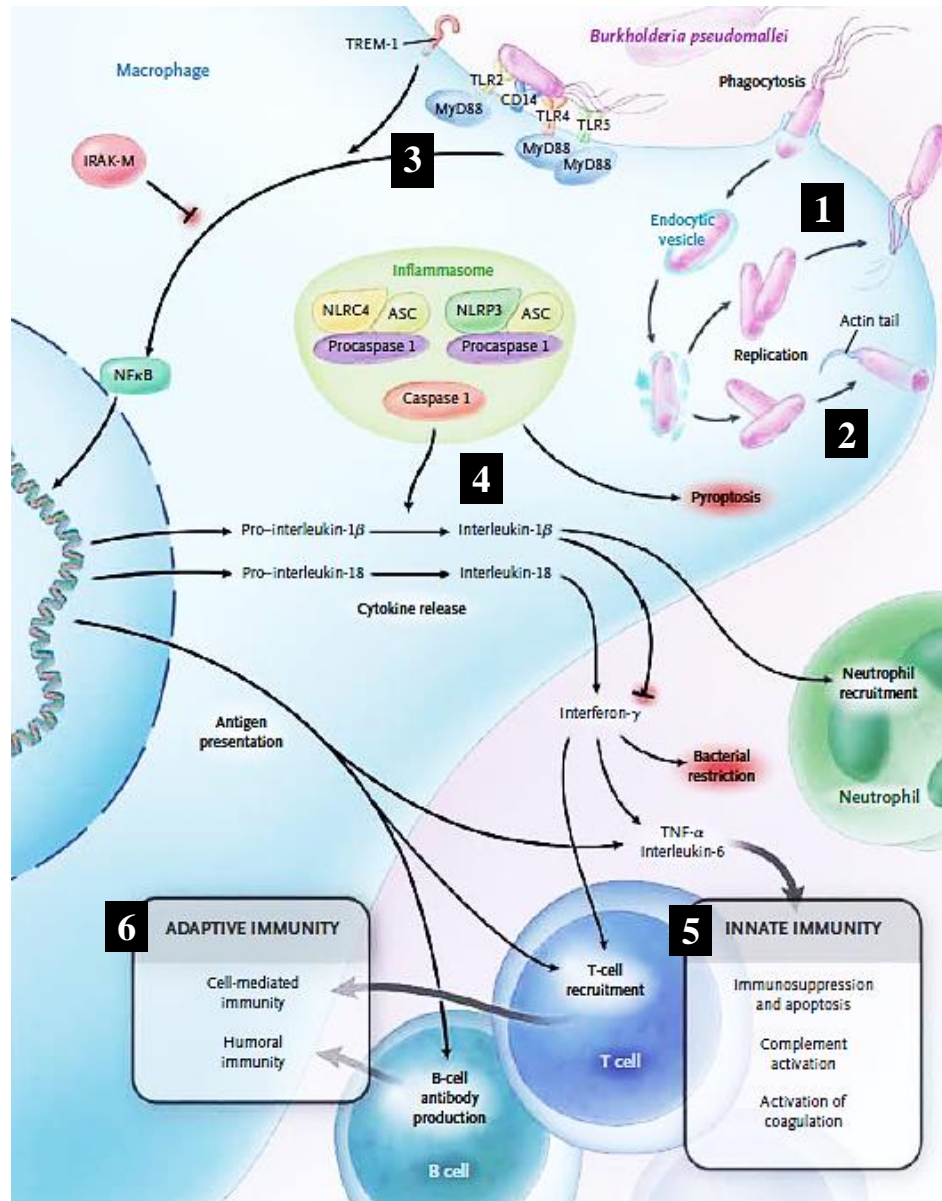 TREM-1
Burkholderia pseudomallei
Macrophage
TLR2
Phagocytosis
CD14
MyD88
TLR4
TLR5
3
MyD88
MyD88
IRAK-M
1
Endocytic
vesicle
Inflammasome
NLRC4
ASC
NLRP3
ASC
Procaspase 1
Procaspase 1
Actin tail
Replication
NFκB
Caspase 1
2
4
Pyroptosis
Pro–interleukin-1β
Interleukin-1β
Pro–interleukin-18
Interleukin-18
Cytokine release
Neutrophil
recruitment
Interferon-γ
Antigen
presentation
Bacterial
restriction
Neutrophil
TNF-α
Interleukin-6
6
ADAPTIVE IMMUNITY
5
INNATE IMMUNITY
Cell-mediated
immunity
T-cell
recruitment
Immunosuppression
and apoptosis
Humoral
immunity
Complement
activation
T cell
B-cell
antibody
production
Activation of
coagulation
B cell